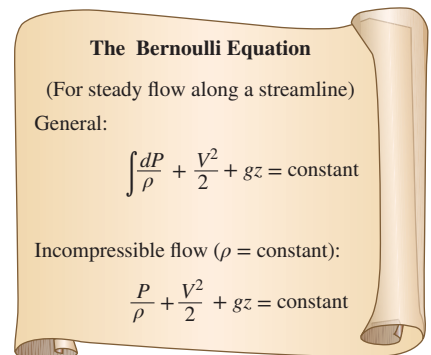 The Bernoulli Equation
(For steady flow along a streamline)
General:
∫ dP/ρ + V²/2 + gz = constant
Incompressible flow (ρ = constant):
P/ρ + V²/2 + gz = constant